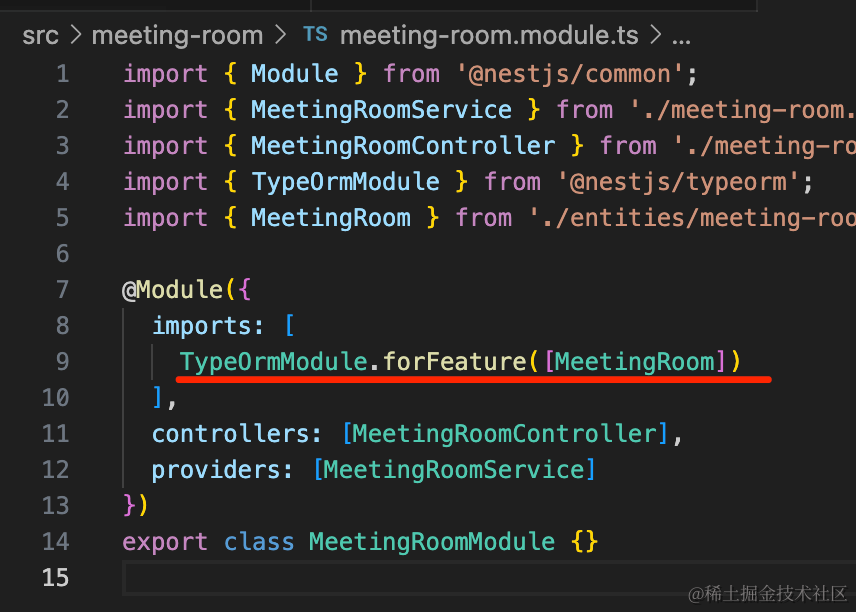 src > meeting-room > TS meeting-room.module.ts > ...
1 import { Module } from '@nestjs/common';
2 import { MeetingRoomService } from './meeting-room.
3 import { MeetingRoomController } from './meeting-ro
4 import { TypeOrmModule } from '@nestjs/typeorm';
5 import { MeetingRoom } from './entities/meeting-roo
6
7 @Module({
8 imports: [
9 TypeOrmModule.forFeature([MeetingRoom])
10 ],
11 controllers: [MeetingRoomController],
12 providers: [MeetingRoomService]
13 })
14 export class MeetingRoomModule {}
15
@稀土掘金技术社区